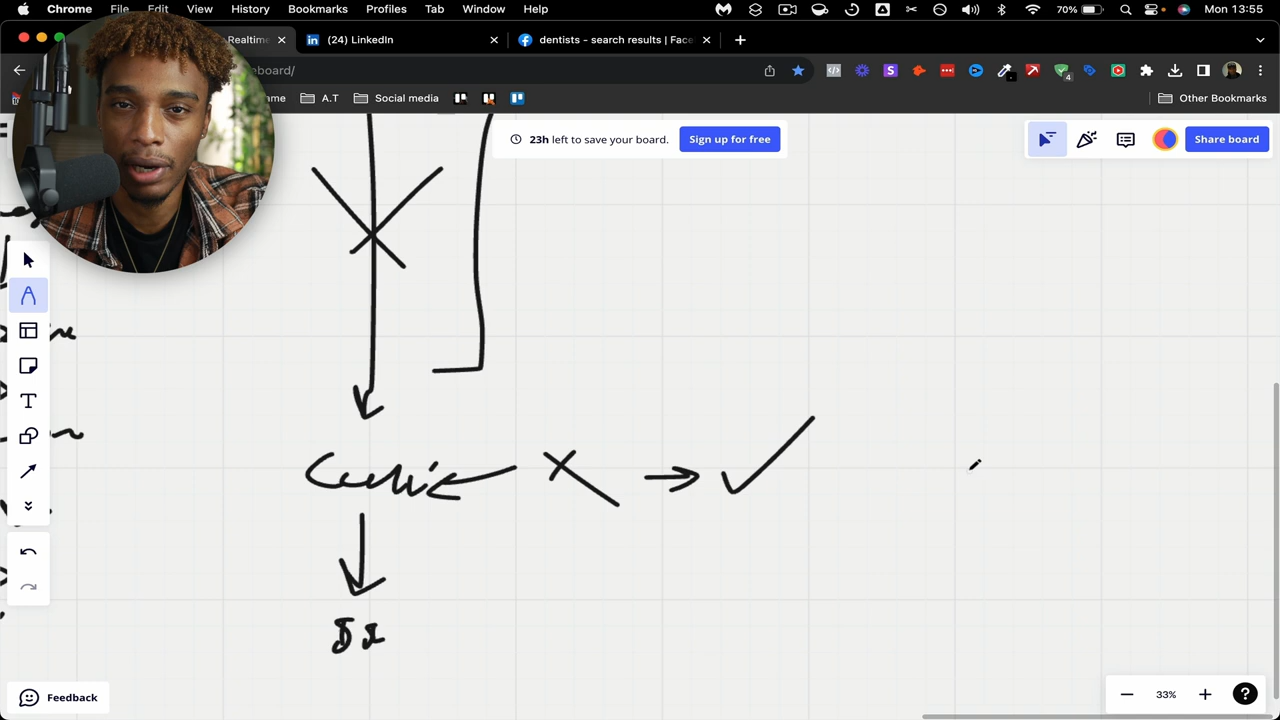 Chrome File Edit View History Bookmarks Profiles Tab Window Help 70% Mon 13:55
Realtime (24) LinkedIn dentists - search results | Face
eboard/
me A.T Social media Other Bookmarks
23h left to save your board. Sign up for free Share board
T
Feedback 33%